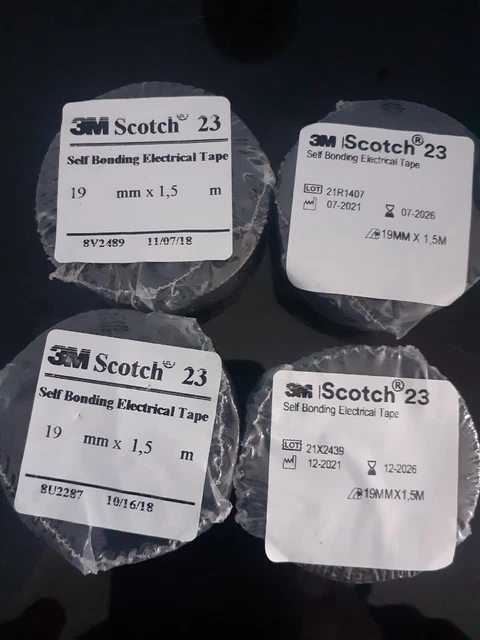 3M Scotch® 23
Self Bonding Electrical Tape
19 mm x 1,5 m
8V2489 11/07/18
3M Scotch® 23
Self Bonding Electrical Tape
LOT 21R1407
07-2021 07-2026
19MM X 1,5M
3M Scotch® 23
Self Bonding Electrical Tape
19 mm x 1,5 m
8U2287 10/16/18
3M Scotch® 23
Self Bonding Electrical Tape
LOT 21X2439
12-2021 12-2026
19MMX1,5M